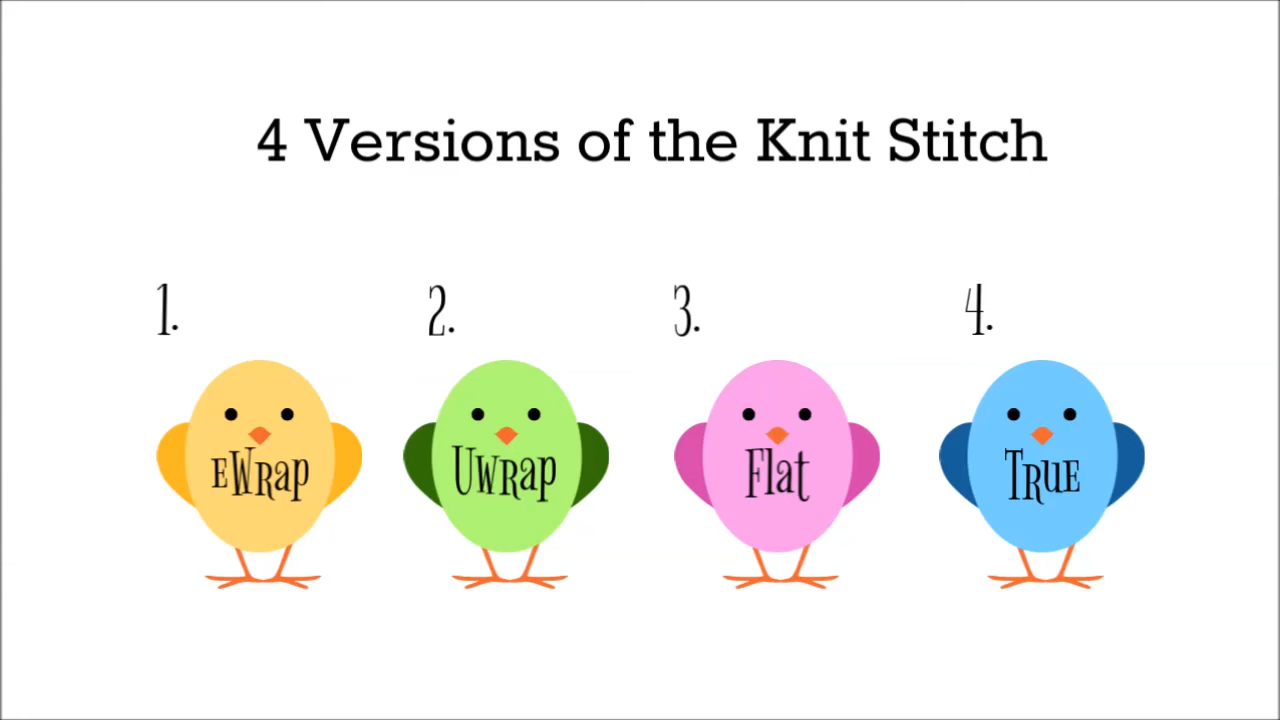 4 Versions of the Knit Stitch
1. 2. 3. 4.
eWrap Uwrap Flat True